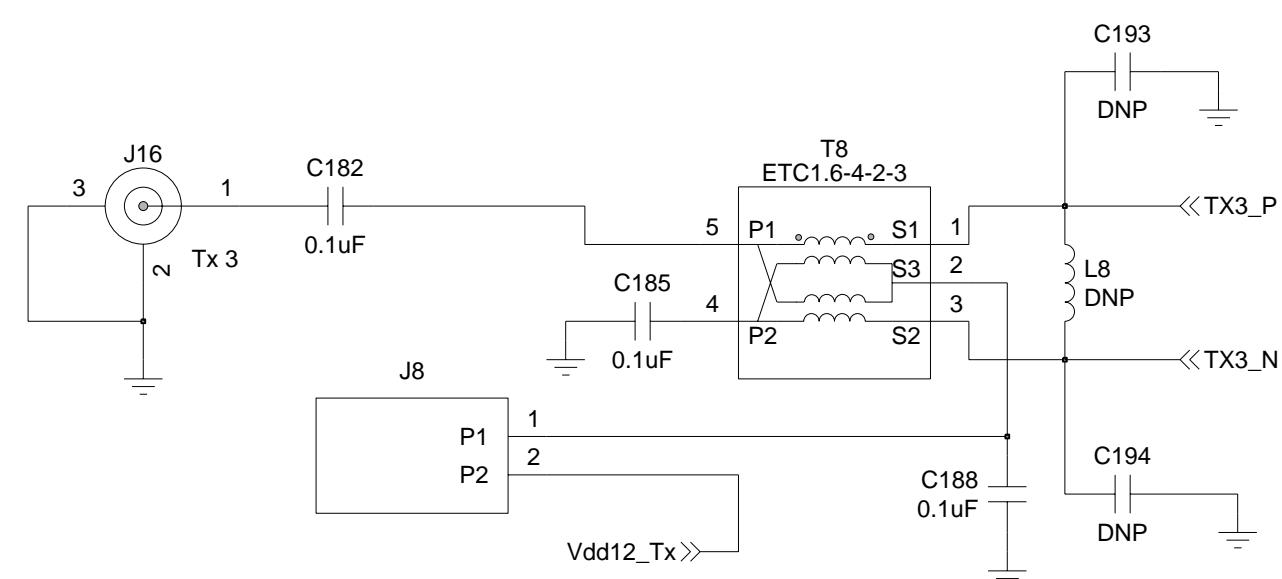 C193
DNP
J16
3
1
2
Tx 3
C182
0.1uF
T8
ETC1.6-4-2-3
5
P1
S1
1
S3
2
4
P2
S2
3
C185
0.1uF
TX3_P
L8
DNP
TX3_N
J8
P1
1
P2
2
Vdd12_Tx
C188
0.1uF
C194
DNP